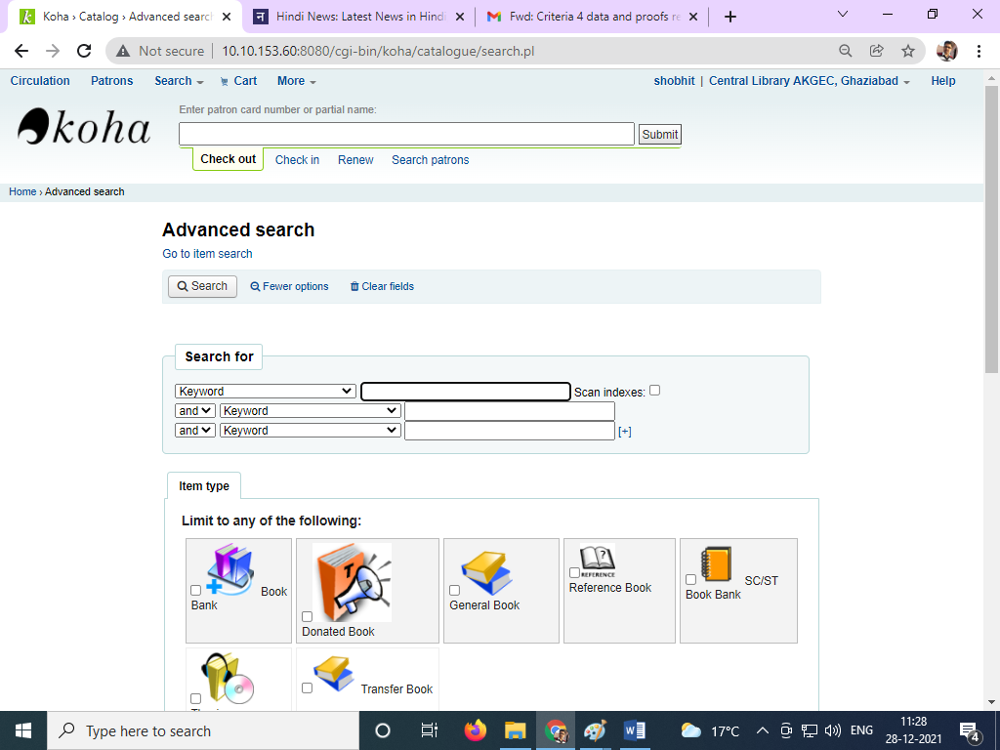 Koha › Catalog › Advanced searc
Hindi News: Latest News in Hindi
Fwd: Criteria 4 data and proofs re
Not secure
10.10.153.60:8080/cgi-bin/koha/catalogue/search.pl
Circulation Patrons Search Cart More shobhit | Central Library AKGEC, Ghaziabad Help
koha
Enter patron card number or partial name:
Submit
Check out Check in Renew Search patrons
Home › Advanced search
Advanced search
Go to item search
Search Fewer options Clear fields
Search for
Keyword Scan indexes:
and Keyword
and Keyword [+]
Item type
Limit to any of the following:
Book
Bank
T
Donated Book
General Book
?
REFERENCE
Reference Book
SC/ST
Book Bank
Transfer Book
Type here to search
17°C ENG 11:28
28-12-2021
4